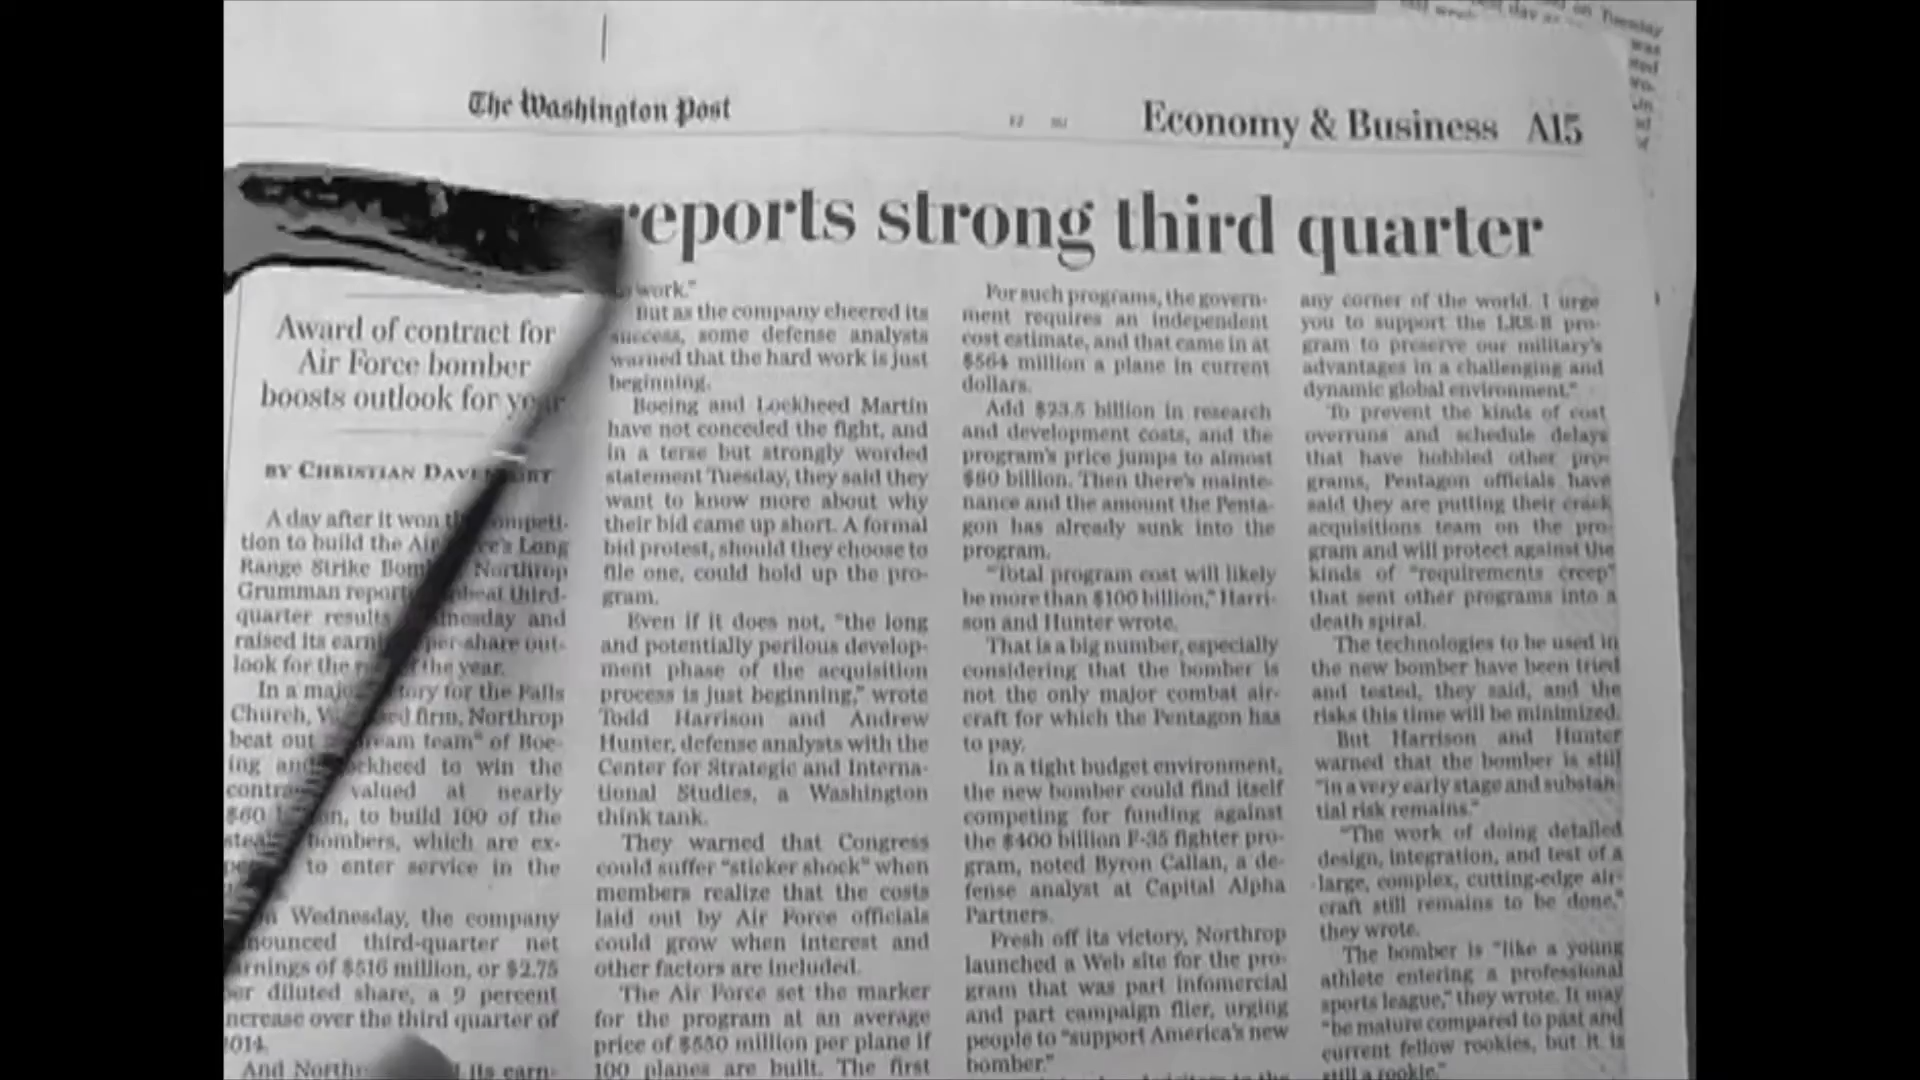 The Washington Post
Economy & Business A15
reports strong third quarter
Award of contract for
Air Force bomber
boosts outlook for year
BY CHRISTIAN
A day after it won
tion to build the
Range Strike Northrop
Grumman third-
quarter results and
raised its out-
look for the the year.
In a for the Falls
Church, firm, Northrop
beat out team" of Boe-
ing to win the
valued at nearly
$60 to build 100 of the
bombers, which are ex-
to enter service in the
Wednesday, the company
third-quarter net
of $516 million, or $2.75
diluted share, a 9 percent
over the third quarter of
And its earn-
work."
But as the company cheered its
success, some defense analysts
warned that the hard work is just
beginning.
Boeing and Lockheed Martin
have not conceded the fight, and
in a terse but strongly worded
statement Tuesday, they said they
want to know more about why
their bid came up short. A formal
bid protest, should they choose to
file one, could hold up the pro-
gram.
Even if it does not, "the long
and potentially perilous develop-
ment phase of the acquisition
process is just beginning," wrote
Todd Harrison and Andrew
Hunter, defense analysts with the
Center for Strategic and Interna-
tional Studies, a Washington
think tank.
They warned that Congress
could suffer "sticker shock" when
members realize that the costs
laid out by Air Force officials
could grow when interest and
other factors are included.
The Air Force set the marker
for the program at an average
price of $550 million per plane if
100 planes are built. The first
For such programs, the govern-
ment requires an independent
cost estimate, and that came in at
$564 million a plane in current
dollars.
Add $23.5 billion in research
and development costs, and the
program's price jumps to almost
$80 billion. Then there's mainte-
nance and the amount the Penta-
gon has already sunk into the
program.
"Total program cost will likely
be more than $100 billion," Harri-
son and Hunter wrote.
That is a big number, especially
considering that the bomber is
not the only major combat air-
craft for which the Pentagon has
to pay.
In a tight budget environment,
the new bomber could find itself
competing for funding against
the $400 billion F-35 fighter pro-
gram, noted Byron Callan, a de-
fense analyst at Capital Alpha
Partners.
Fresh off its victory, Northrop
launched a Web site for the pro-
gram that was part infomercial
and part campaign flier, urging
people to "support America's new
bomber."
any corner of the world. I urge
you to support the LRS-B pro-
gram to preserve our military's
advantages in a challenging and
dynamic global environment."
To prevent the kinds of cost
overruns and schedule delays
that have hobbled other pro-
grams, Pentagon officials have
said they are putting their crack
acquisitions team on the pro-
gram and will protect against the
kinds of "requirements creep"
that sent other programs into a
death spiral.
The technologies to be used in
the new bomber have been tried
and tested, they said, and the
risks this time will be minimized.
But Harrison and Hunter
warned that the bomber is still
"in a very early stage and substan-
tial risk remains."
"The work of doing detailed
design, integration, and test of a
large, complex, cutting-edge air-
craft still remains to be done,"
they wrote.
The bomber is "like a young
athlete entering a professional
sports league," they wrote. It may
"be mature compared to past and
current fellow rookies, but it is
still a rookie."